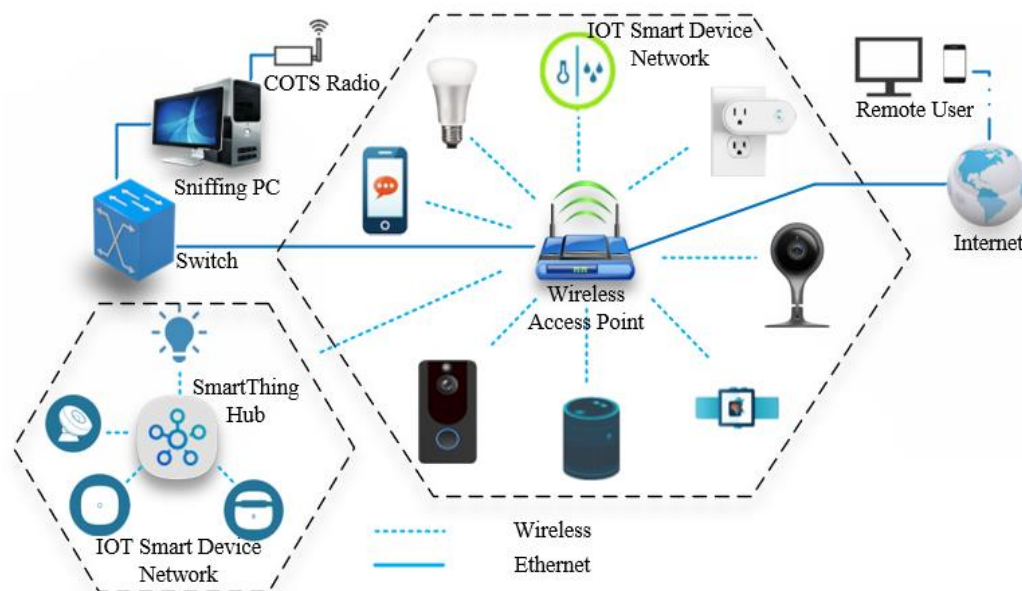 IOT Smart Device
Network
COTS Radio
Remote User
Sniffing PC
Switch
Internet
Wireless
Access Point
SmartThing
Hub
IOT Smart Device
Network
Wireless
Ethernet